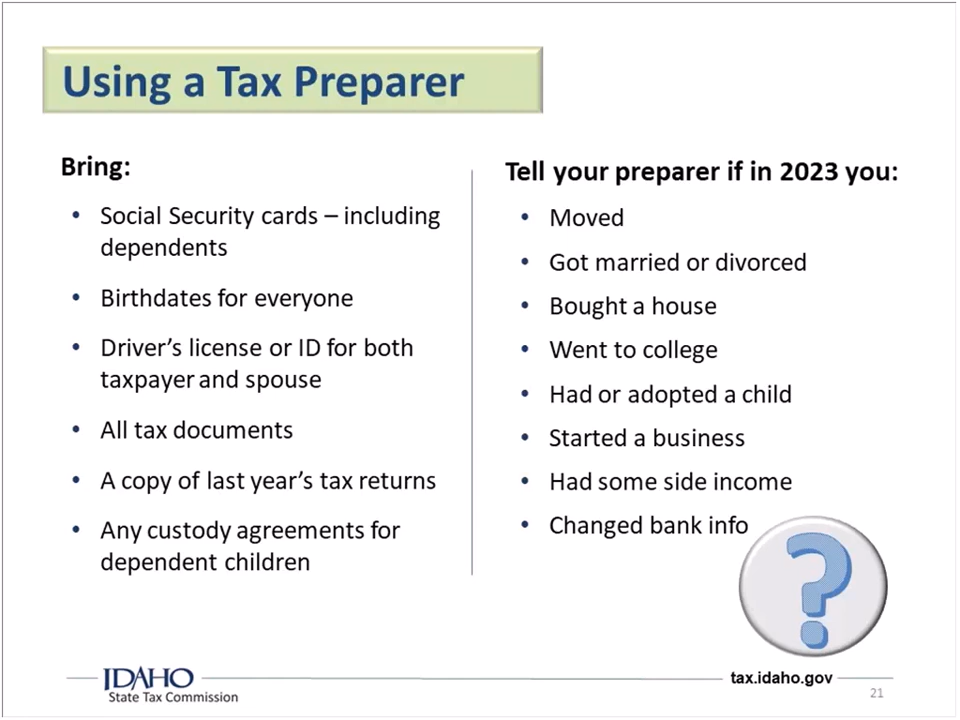 Using a Tax Preparer
Bring:
• Social Security cards – including
dependents
• Birthdates for everyone
• Driver’s license or ID for both
taxpayer and spouse
• All tax documents
• A copy of last year’s tax returns
• Any custody agreements for
dependent children
Tell your preparer if in 2023 you:
• Moved
• Got married or divorced
• Bought a house
• Went to college
• Had or adopted a child
• Started a business
• Had some side income
• Changed bank info
?
IDAHO
State Tax Commission
tax.idaho.gov
21